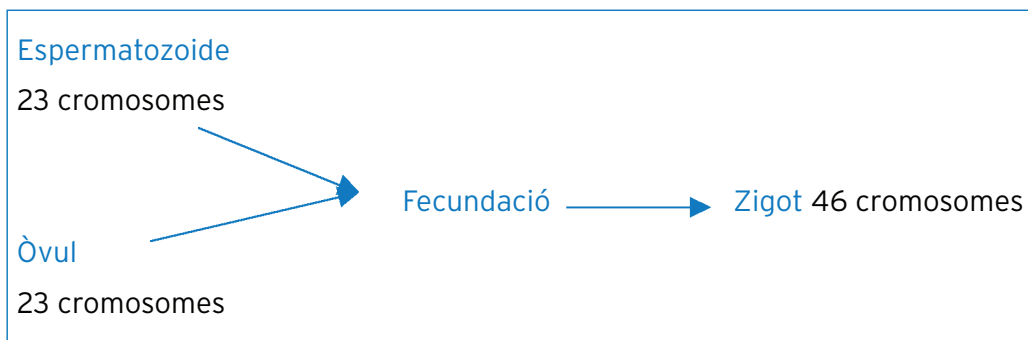 Espermatozoide
23 cromosomes
Fecundació
Zigot 46 cromosomes
Òvul
23 cromosomes